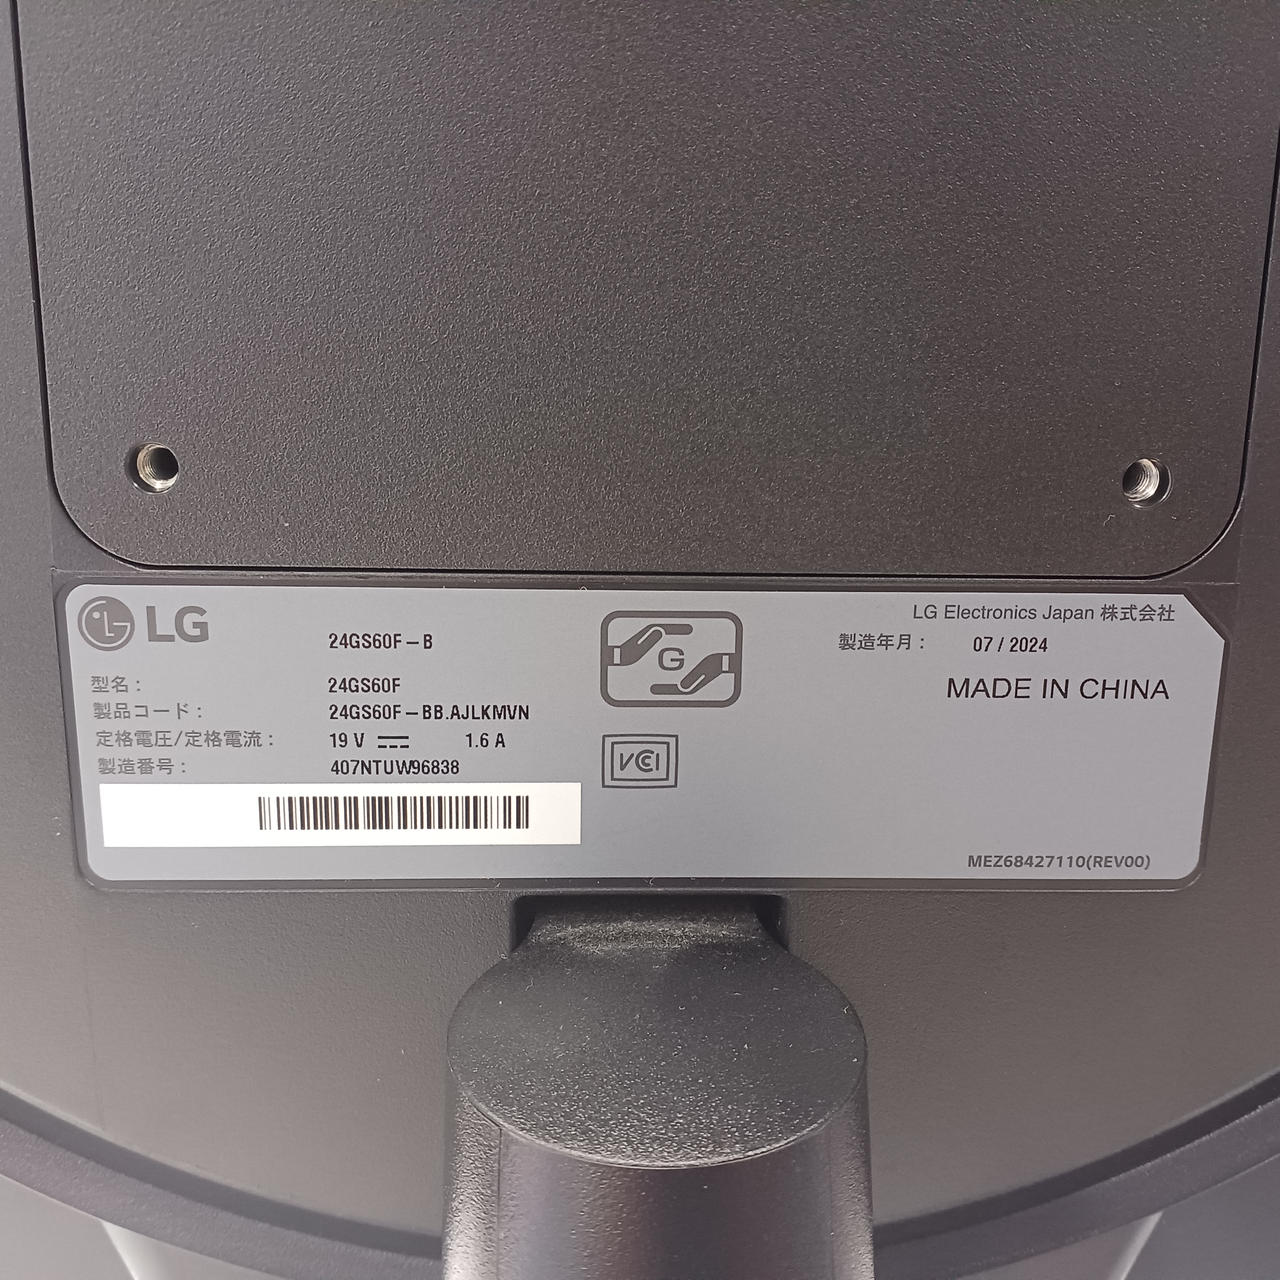 LG
24GS60F-B
型名: 24GS60F
製品コード: 24GS60F-BB.AJLKMVN
定格電圧/定格電流: 19 V 1.6 A
製造番号: 407NTUW96838
G
VCCI
LG Electronics Japan 株式会社
製造年月: 07 / 2024
MADE IN CHINA
MEZ68427110(REV00)